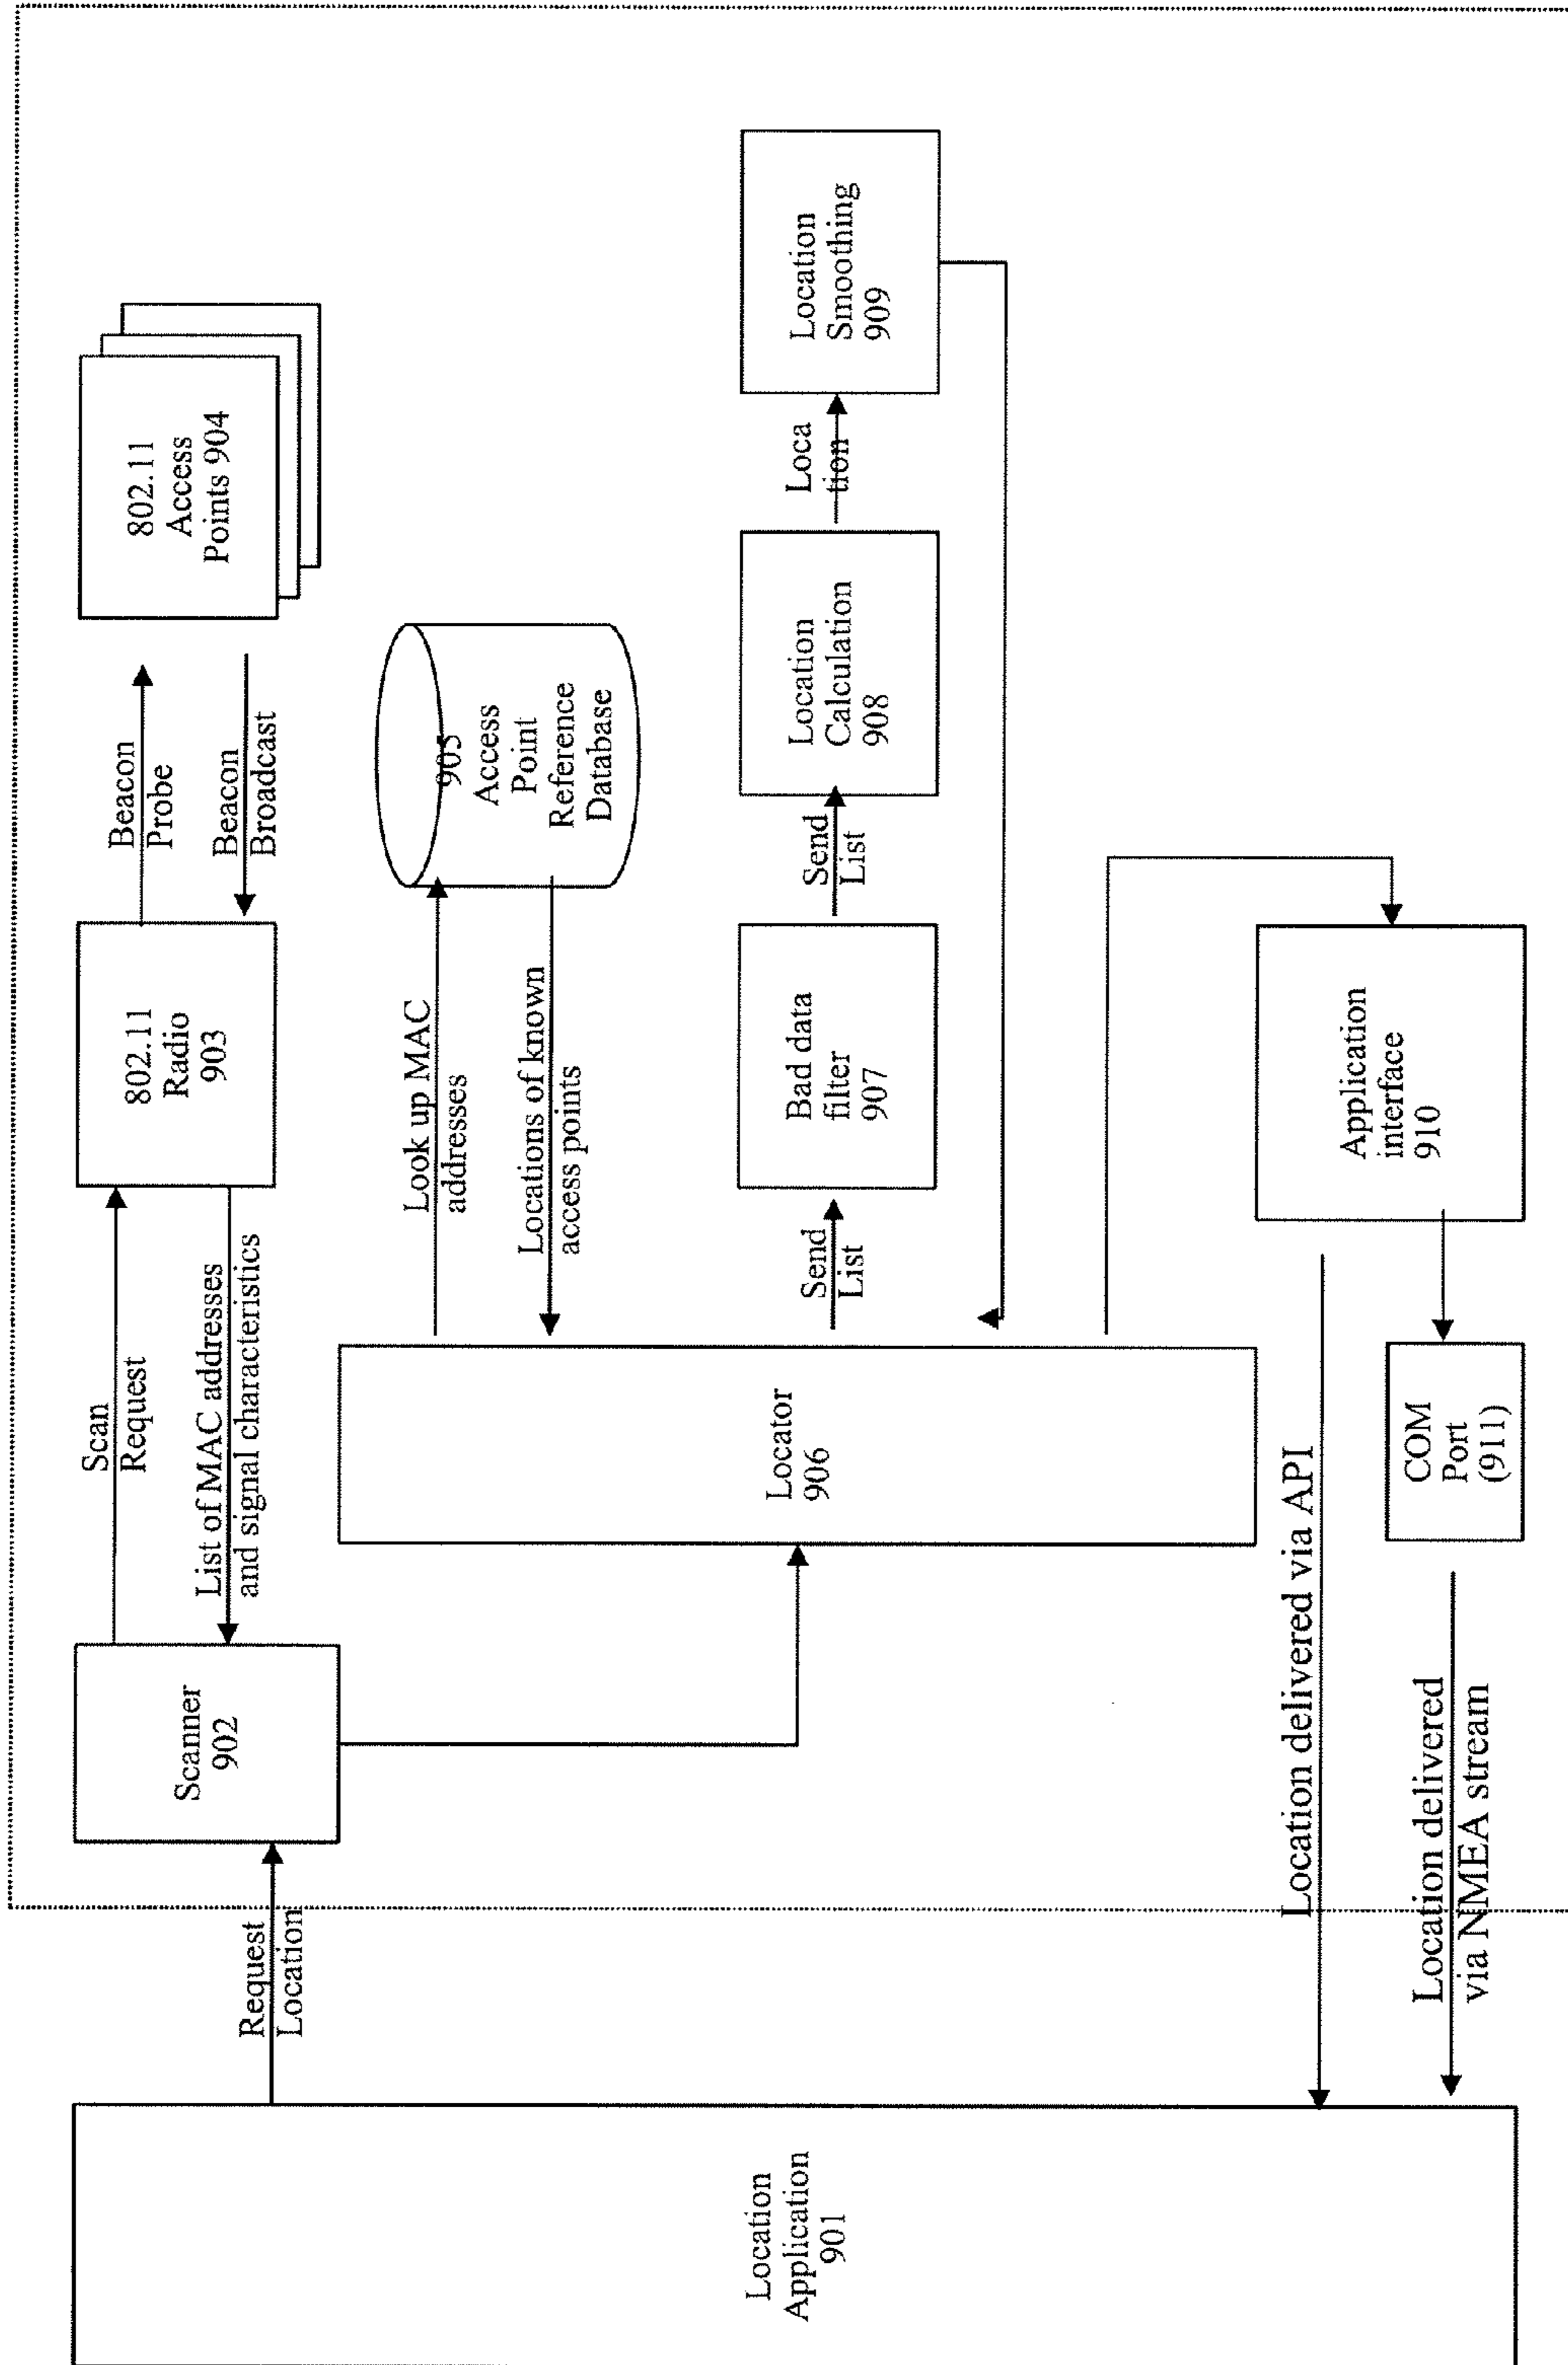 Location
Application
901
Request
Location
Scanner
902
Scan
Request
List of MAC addresses
and signal characteristics
802.11
Radio
903
Beacon
Probe
Beacon
Broadcast
802.11
Access
Points 904
Look up MAC
addresses
Locations of known
access points
905
Access
Point
Reference
Database
Locator
906
Send
List
Bad data
filter
907
Send
List
Location
Calculation
908
Loca
tion
Location
Smoothing
909
Application
interface
910
Location delivered via API
COM
Port
(911)
Location delivered
via NMEA stream